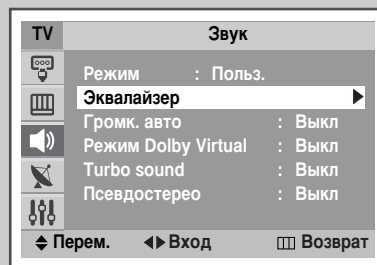 TV Звук
Режим : Польз.
Эквалайзер
Громк. авто : Выкл
Режим Dolby Virtual : Выкл
Turbo sound : Выкл
Псевдостерео : Выкл
Перем. Вход Возврат